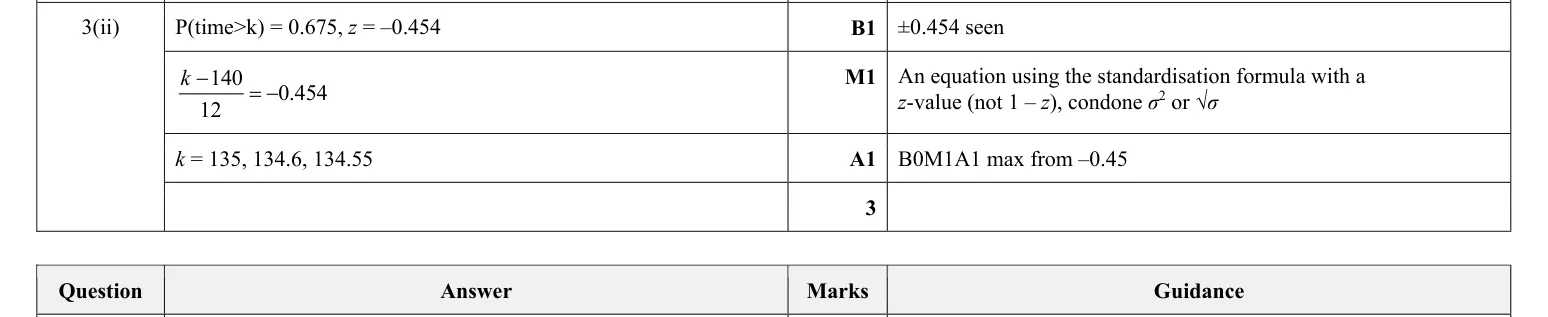 3(ii) P(time>k) = 0.675, z = –0.454 B1 ±0.454 seen
k – 140
12
= –0.454
M1 An equation using the standardisation formula with a
z-value (not 1 – z), condone σ² or √σ
k = 135, 134.6, 134.55 A1 B0M1A1 max from –0.45
3
Question Answer Marks Guidance